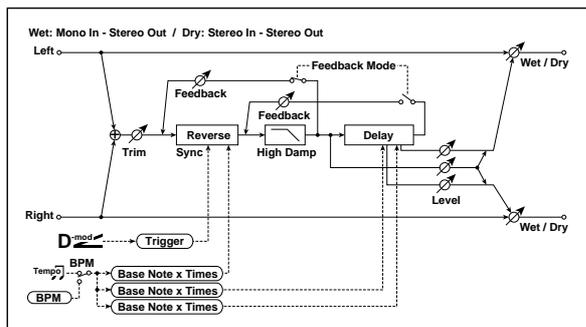 Wet: Mono In - Stereo Out / Dry: Stereo In - Stereo Out
Left
Wet / Dry
Feedback Mode
Feedback
Feedback
Reverse
Delay
Trim
Sync
High Damp
Level
Right
Wet / Dry
D-mod
Trigger
Tempo
BPM
Base Note x Times
BPM
Base Note x Times
Base Note x Times